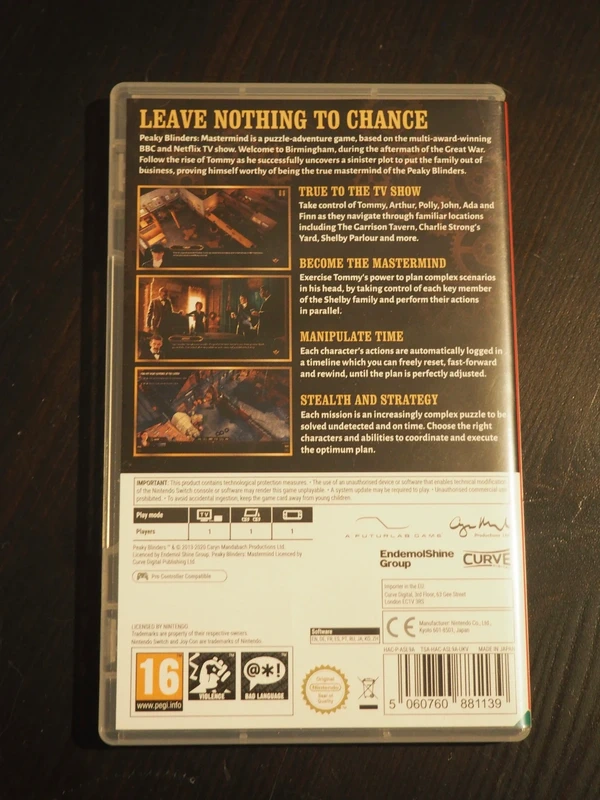 LEAVE NOTHING TO CHANCE
Peaky Blinders: Mastermind is a puzzle-adventure game, based on the multi-award-winning
BBC and Netflix TV show. Welcome to Birmingham, during the aftermath of the Great War.
Follow the rise of Tommy as he successfully uncovers a sinister plot to put the family out of
business, proving himself worthy of being the true mastermind of the Peaky Blinders.
TRUE TO THE TV SHOW
Take control of Tommy, Arthur, Polly, John, Ada and
Finn as they navigate through familiar locations
including The Garrison Tavern, Charlie Strong's
Yard, Shelby Parlour and more.
BECOME THE MASTERMIND
Exercise Tommy's power to plan complex scenarios
in his head, by taking control of each key member
of the Shelby family and perform their actions
in parallel.
MANIPULATE TIME
Each character's actions are automatically logged in
a timeline which you can freely reset, fast-forward
and rewind, until the plan is perfectly adjusted.
STEALTH AND STRATEGY
Each mission is an increasingly complex puzzle to be
solved undetected and on time. Choose the right
characters and abilities to coordinate and execute
the optimum plan.
IMPORTANT: This product contains technological protection measures. • The use of an unauthorised device or software that enables technical modification
of the Nintendo Switch console or software may render this game unplayable. • A system update may be required to play. • Unauthorised commercial use
prohibited. • To avoid accidental ingestion, keep the game card away from young children.
Play mode TV
Players 1 1 1
Peaky Blinders ™ & © 2013-2020 Caryn Mandabach Productions Ltd.
Licenced by Endemol Shine Group. Peaky Blinders: Mastermind Licenced by
Curve Digital Publishing Ltd
Pro Controller Compatible
A FUTURLAB GAME
Productions
EndemolShine
Group
CURVE
Importer in the EU:
Curve Digital, 3rd Floor, 63 Gee Street
London EC1V 3RS
CE
Manufacturer: Nintendo Co., Ltd.,
Kyoto 601-8501, Japan
LICENSED BY NINTENDO
Trademarks are property of their respective owners.
Nintendo Switch and Joy-Con are trademarks of Nintendo.
Software
16
www.pegi.info
VIOLENCE
@*!
BAD LANGUAGE
Original
Nintendo
Seal of
Quality
MADE IN JAPAN
5 060760 881139